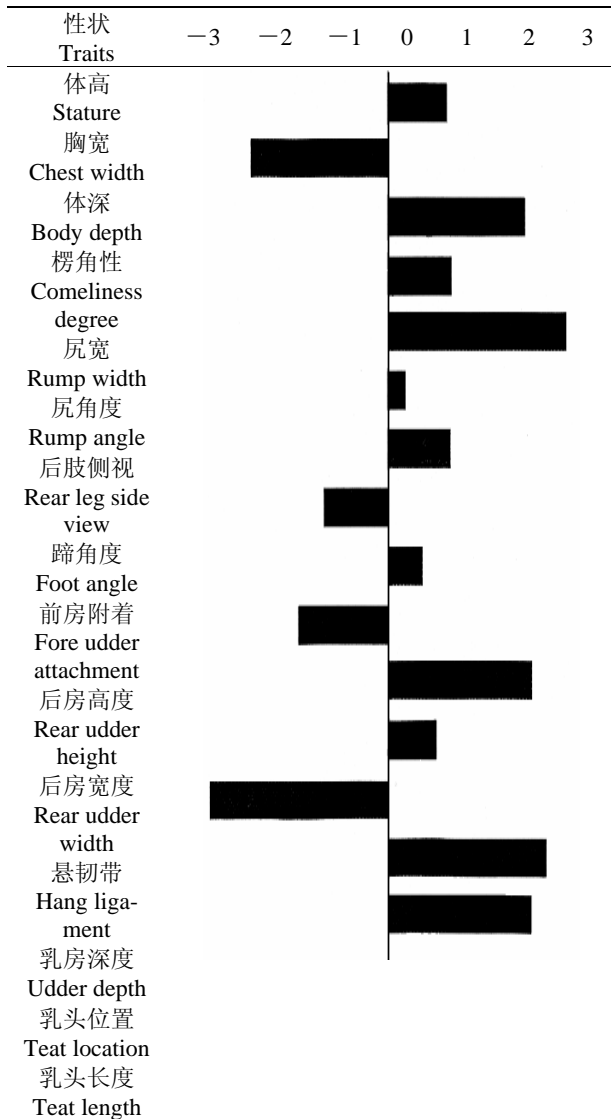 性状
Traits
－3 －2 －1 0 1 2 3
体高
Stature
胸宽
Chest width
体深
Body depth
楞角性
Comeliness
degree
尻宽
Rump width
尻角度
Rump angle
后肢侧视
Rear leg side
view
蹄角度
Foot angle
前房附着
Fore udder
attachment
后房高度
Rear udder
height
后房宽度
Rear udder
width
悬韧带
Hang liga-
ment
乳房深度
Udder depth
乳头位置
Teat location
乳头长度
Teat length